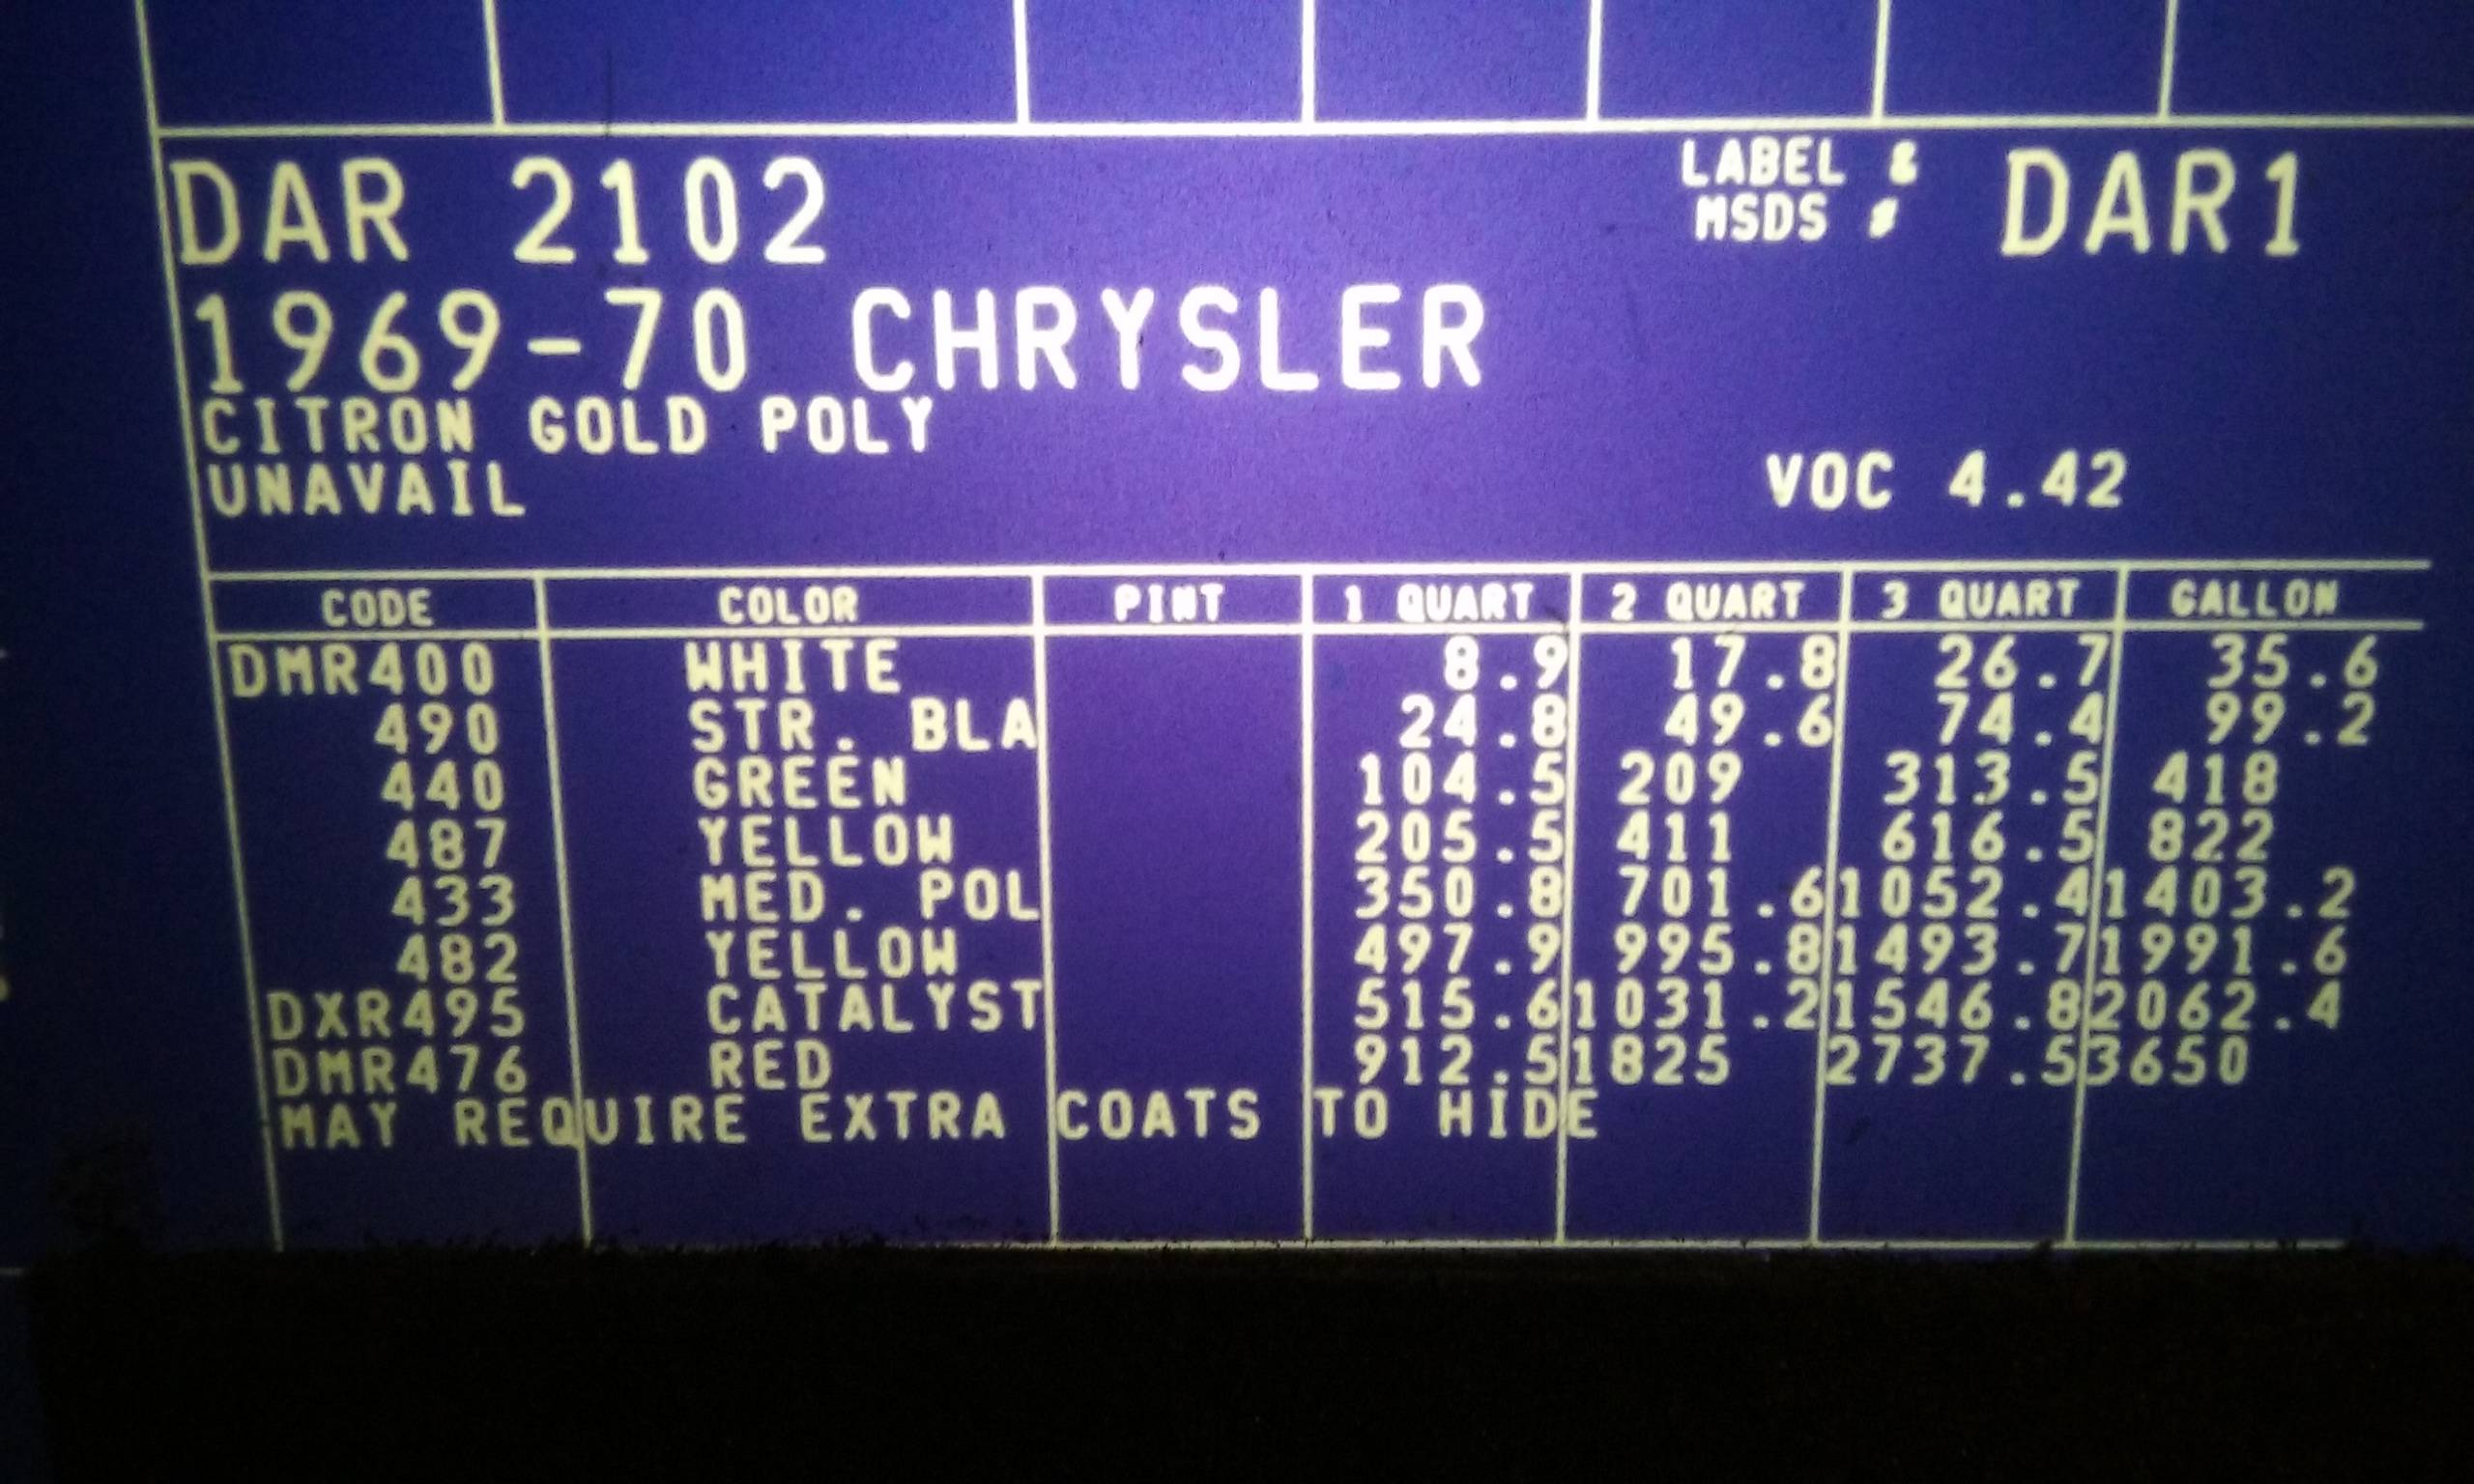 DAR 2102
LABEL &
MSDS #
DAR1
1969-70 CHRYSLER
CITRON GOLD POLY
UNAVAIL
VOC 4.42
CODE COLOR PINT 1 QUART 2 QUART 3 QUART GALLON
DMR400 WHITE 8.9 17.8 26.7 35.6
490 STR. BLA 24.8 49.6 74.4 99.2
440 GREEN 104.5 209 313.5 418
487 YELLOW 205.5 411 616.5 822
433 MED. POL 350.8 701.6 1052.4 1403.2
482 YELLOW 497.9 995.8 1493.7 1991.6
DXR495 CATALYST 515.6 1031.2 1546.8 2062.4
DMR476 RED 912.5 1825 2737.5 3650
MAY REQUIRE EXTRA COATS TO HIDE